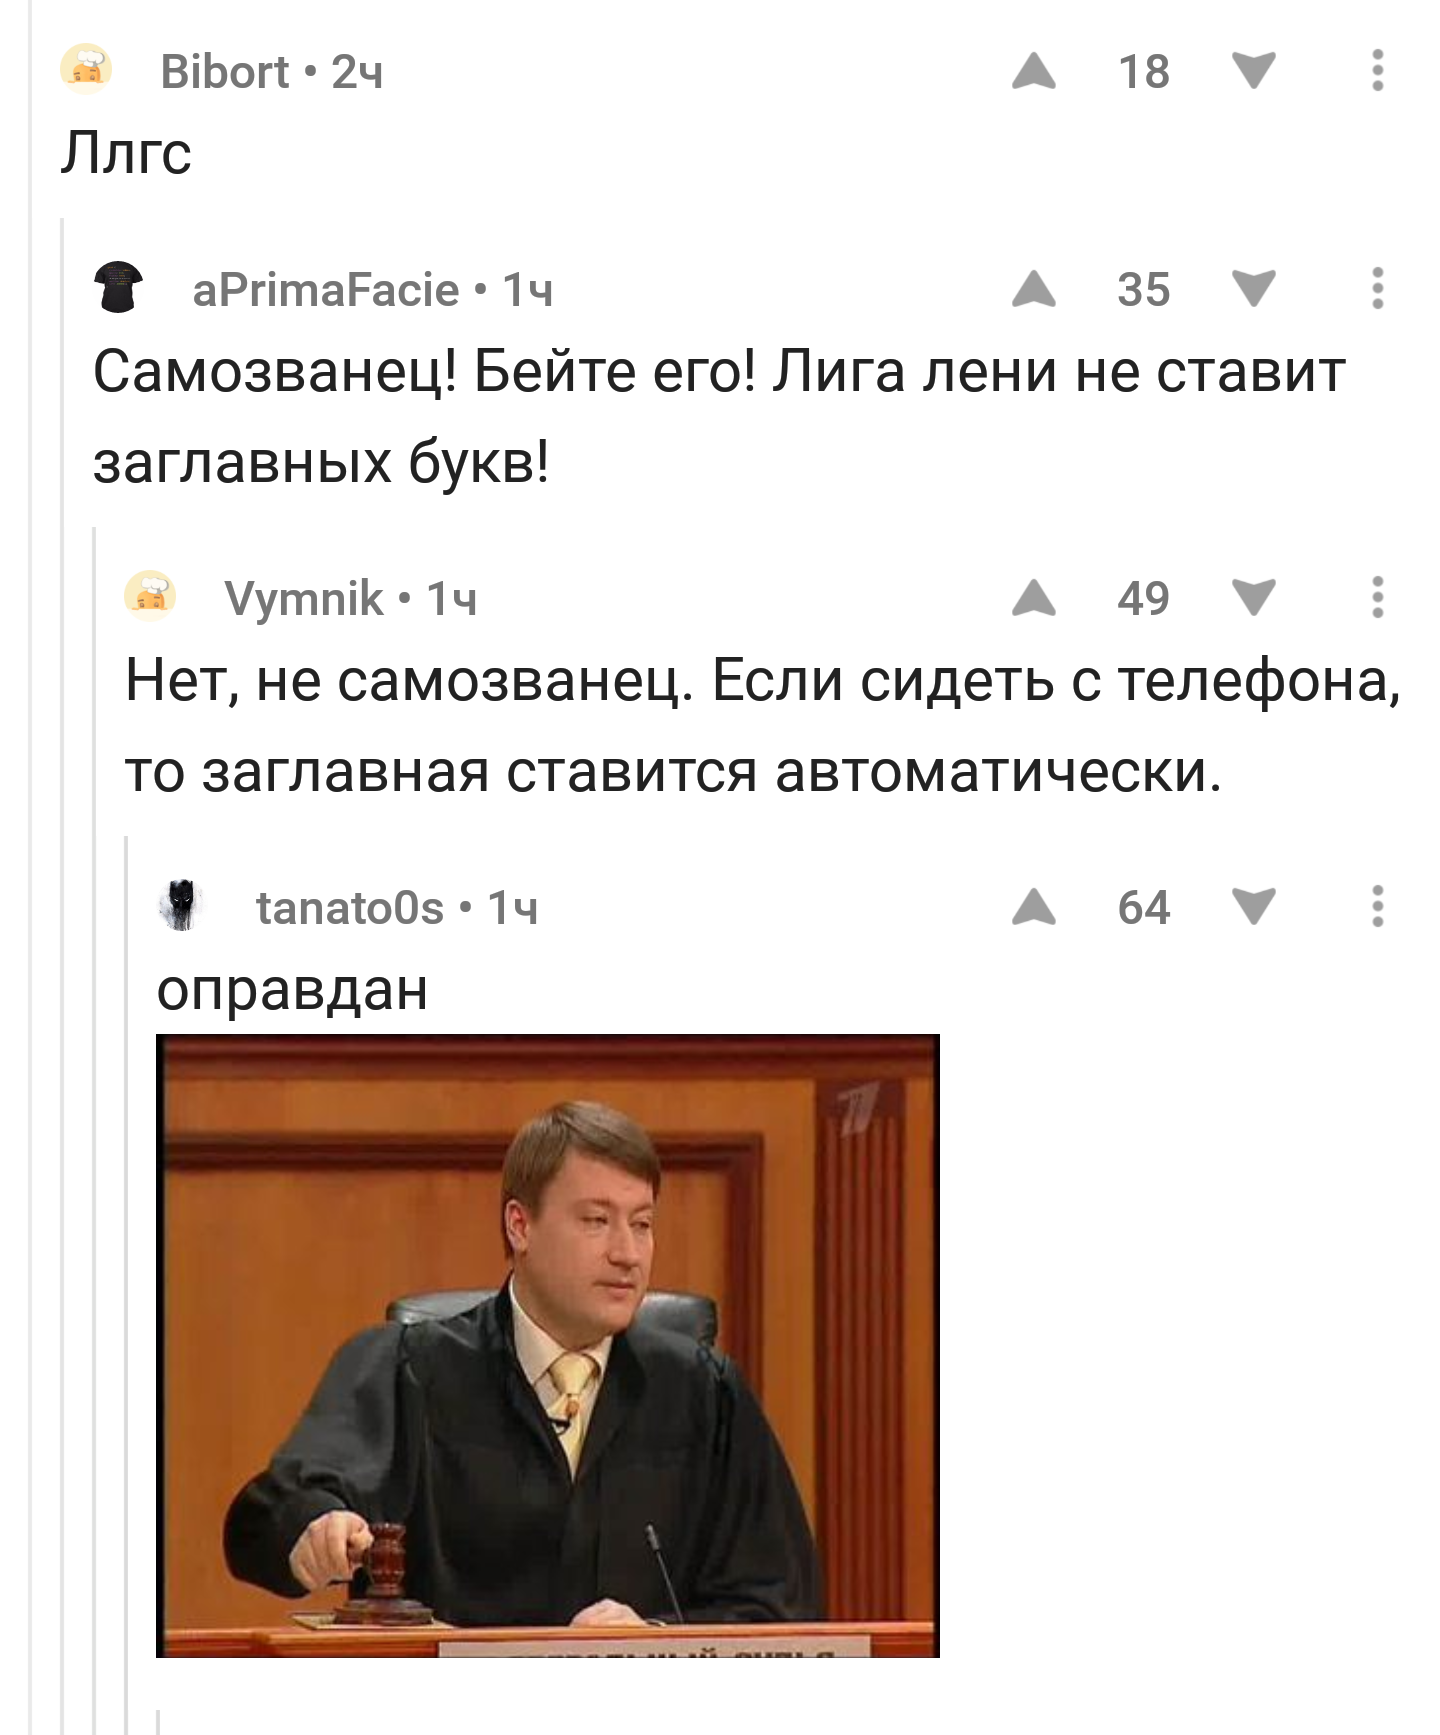 Bibort • 2ч 18
Ллгс
aPrimaFacie • 1ч 35
Самозванец! Бейте его! Лига лени не ставит
заглавных букв!
Vymnik • 1ч 49
Нет, не самозванец. Если сидеть с телефона,
то заглавная ставится автоматически.
tanato0s • 1ч 64
оправдан